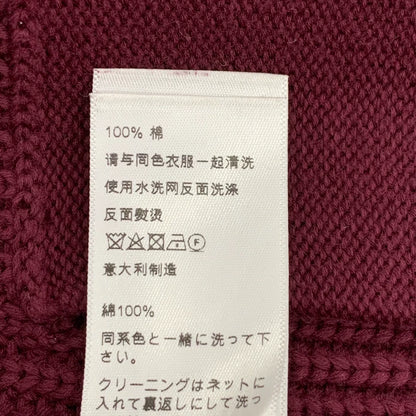 100% 棉
请与同色衣服一起清洗
使用水洗网反面洗涤
反面熨烫
F
意大利制造
綿100%
同系色と一緒に洗って下
さい。
クリーニングはネットに
入れて裏返しにして洗っ